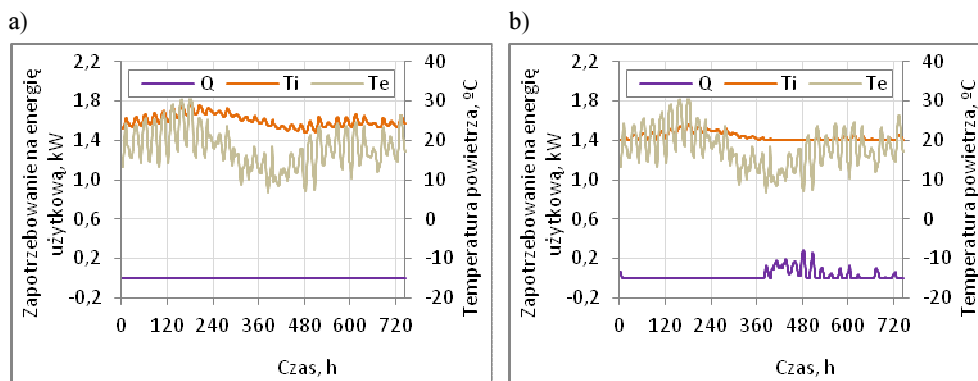 a)
Zapotrzebowanie na energię
użytkową, kW
2,2
1,8
1,4
1,0
0,6
0,2
-0,2
Q Ti Te
40
30
20
10
0
-10
-20
Temperatura powietrza, ºC
0 120 240 360 480 600 720
Czas, h
b)
Zapotrzebowanie na energię
użytkową, kW
2,2
1,8
1,4
1,0
0,6
0,2
-0,2
Q Ti Te
40
30
20
10
0
-10
-20
Temperatura powietrza, ºC
0 120 240 360 480 600 720
Czas, h